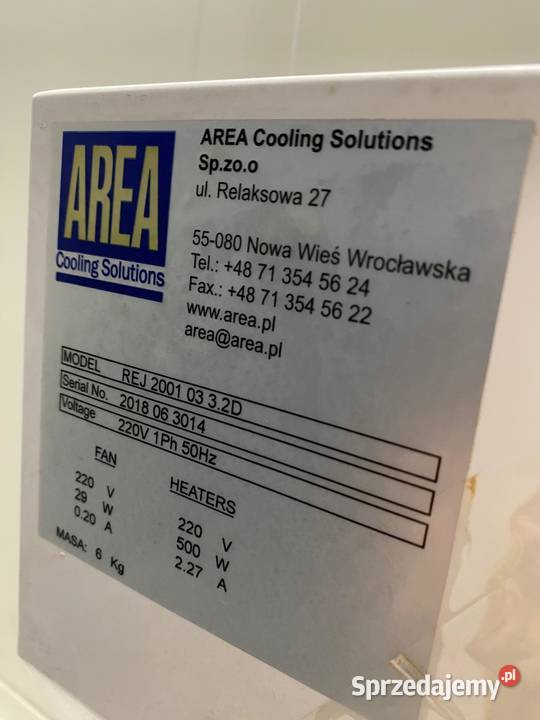 AREA
Cooling Solutions
AREA Cooling Solutions
Sp.zo.o
ul. Relaksowa 27
55-080 Nowa Wieś Wrocławska
Tel.: +48 71 354 56 24
Fax.: +48 71 354 56 22
www.area.pl
area@area.pl
MODEL REJ 2001 03 3.2D
Serial No. 2018 06 3014
Voltage 220V 1Ph 50Hz
FAN
220 V
29 W
0.20 A
MASA: 6 Kg
HEATERS
220 V
500 W
2.27 A
Sprzedajemy.pl